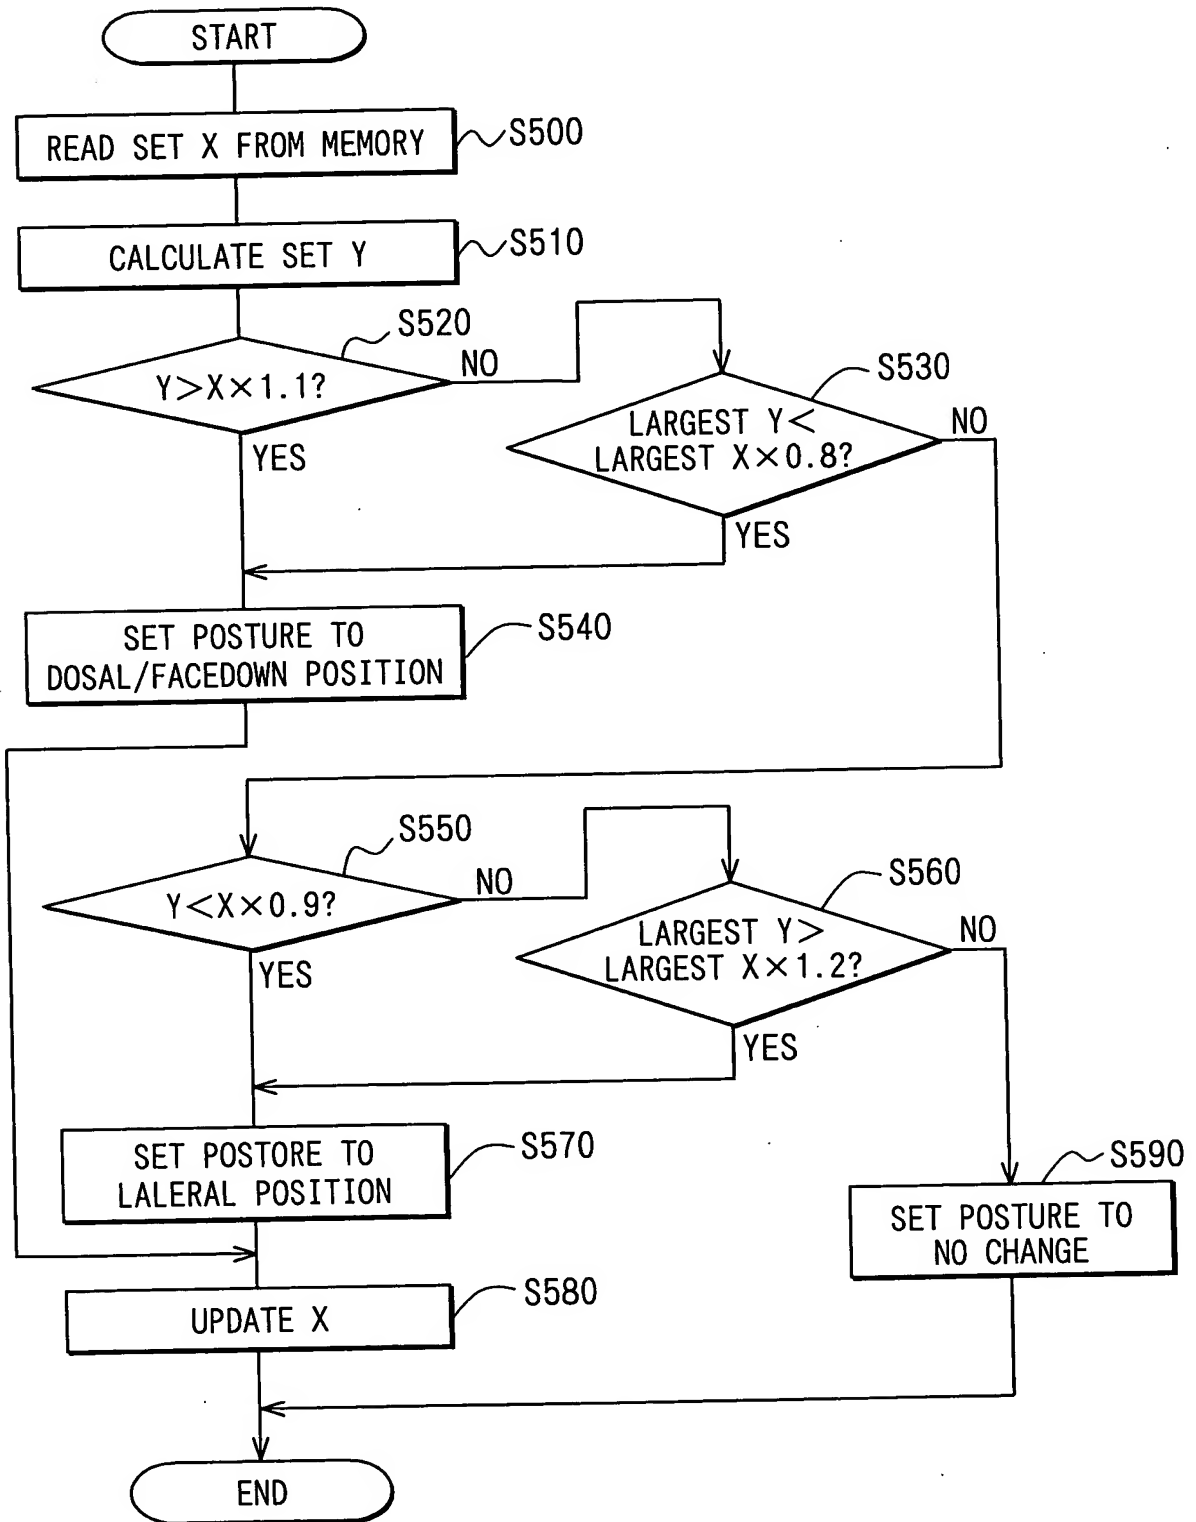 START
READ SET X FROM MEMORY
S500
CALCULATE SET Y
S510
S520
Y>X×1.1?
NO
YES
S530
LARGEST Y<
LARGEST X×0.8?
NO
YES
SET POSTURE TO
DOSAL/FACEDOWN POSITION
S540
S550
Y<X×0.9?
NO
YES
S560
LARGEST Y>
LARGEST X×1.2?
NO
YES
SET POSTORE TO
LALERAL POSITION
S570
S590
SET POSTURE TO
NO CHANGE
UPDATE X
S580
END